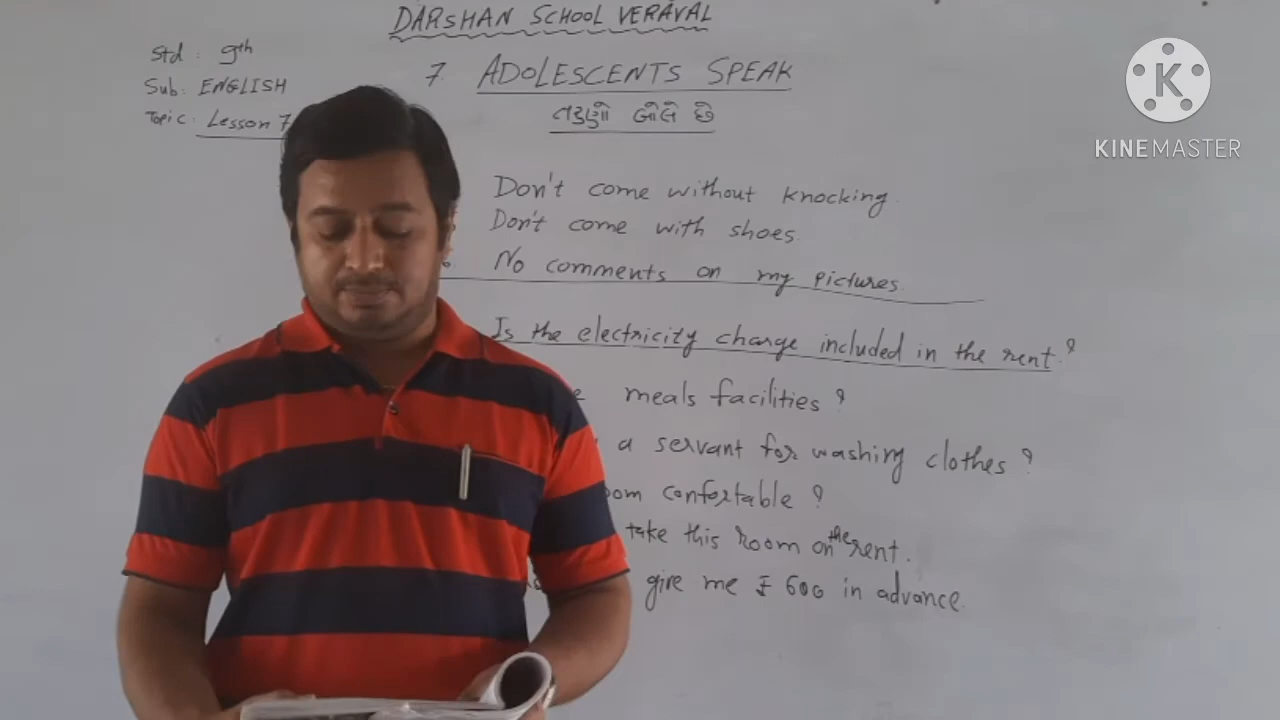 DARSHAN SCHOOL VERAVAL
Std : 9th
Sub: ENGLISH
Topic: Lesson 7
7 ADOLESCENTS SPEAK
તરુણો બોલે છે
Don't come without knocking.
Don't come with shoes.
No comments on my pictures.
Is the electricity charge included in the rent?
meals facilities?
a servant for washing clothes?
confortable?
take this room on the rent.
give me ₹ 600 in advance.
K
KINEMASTER